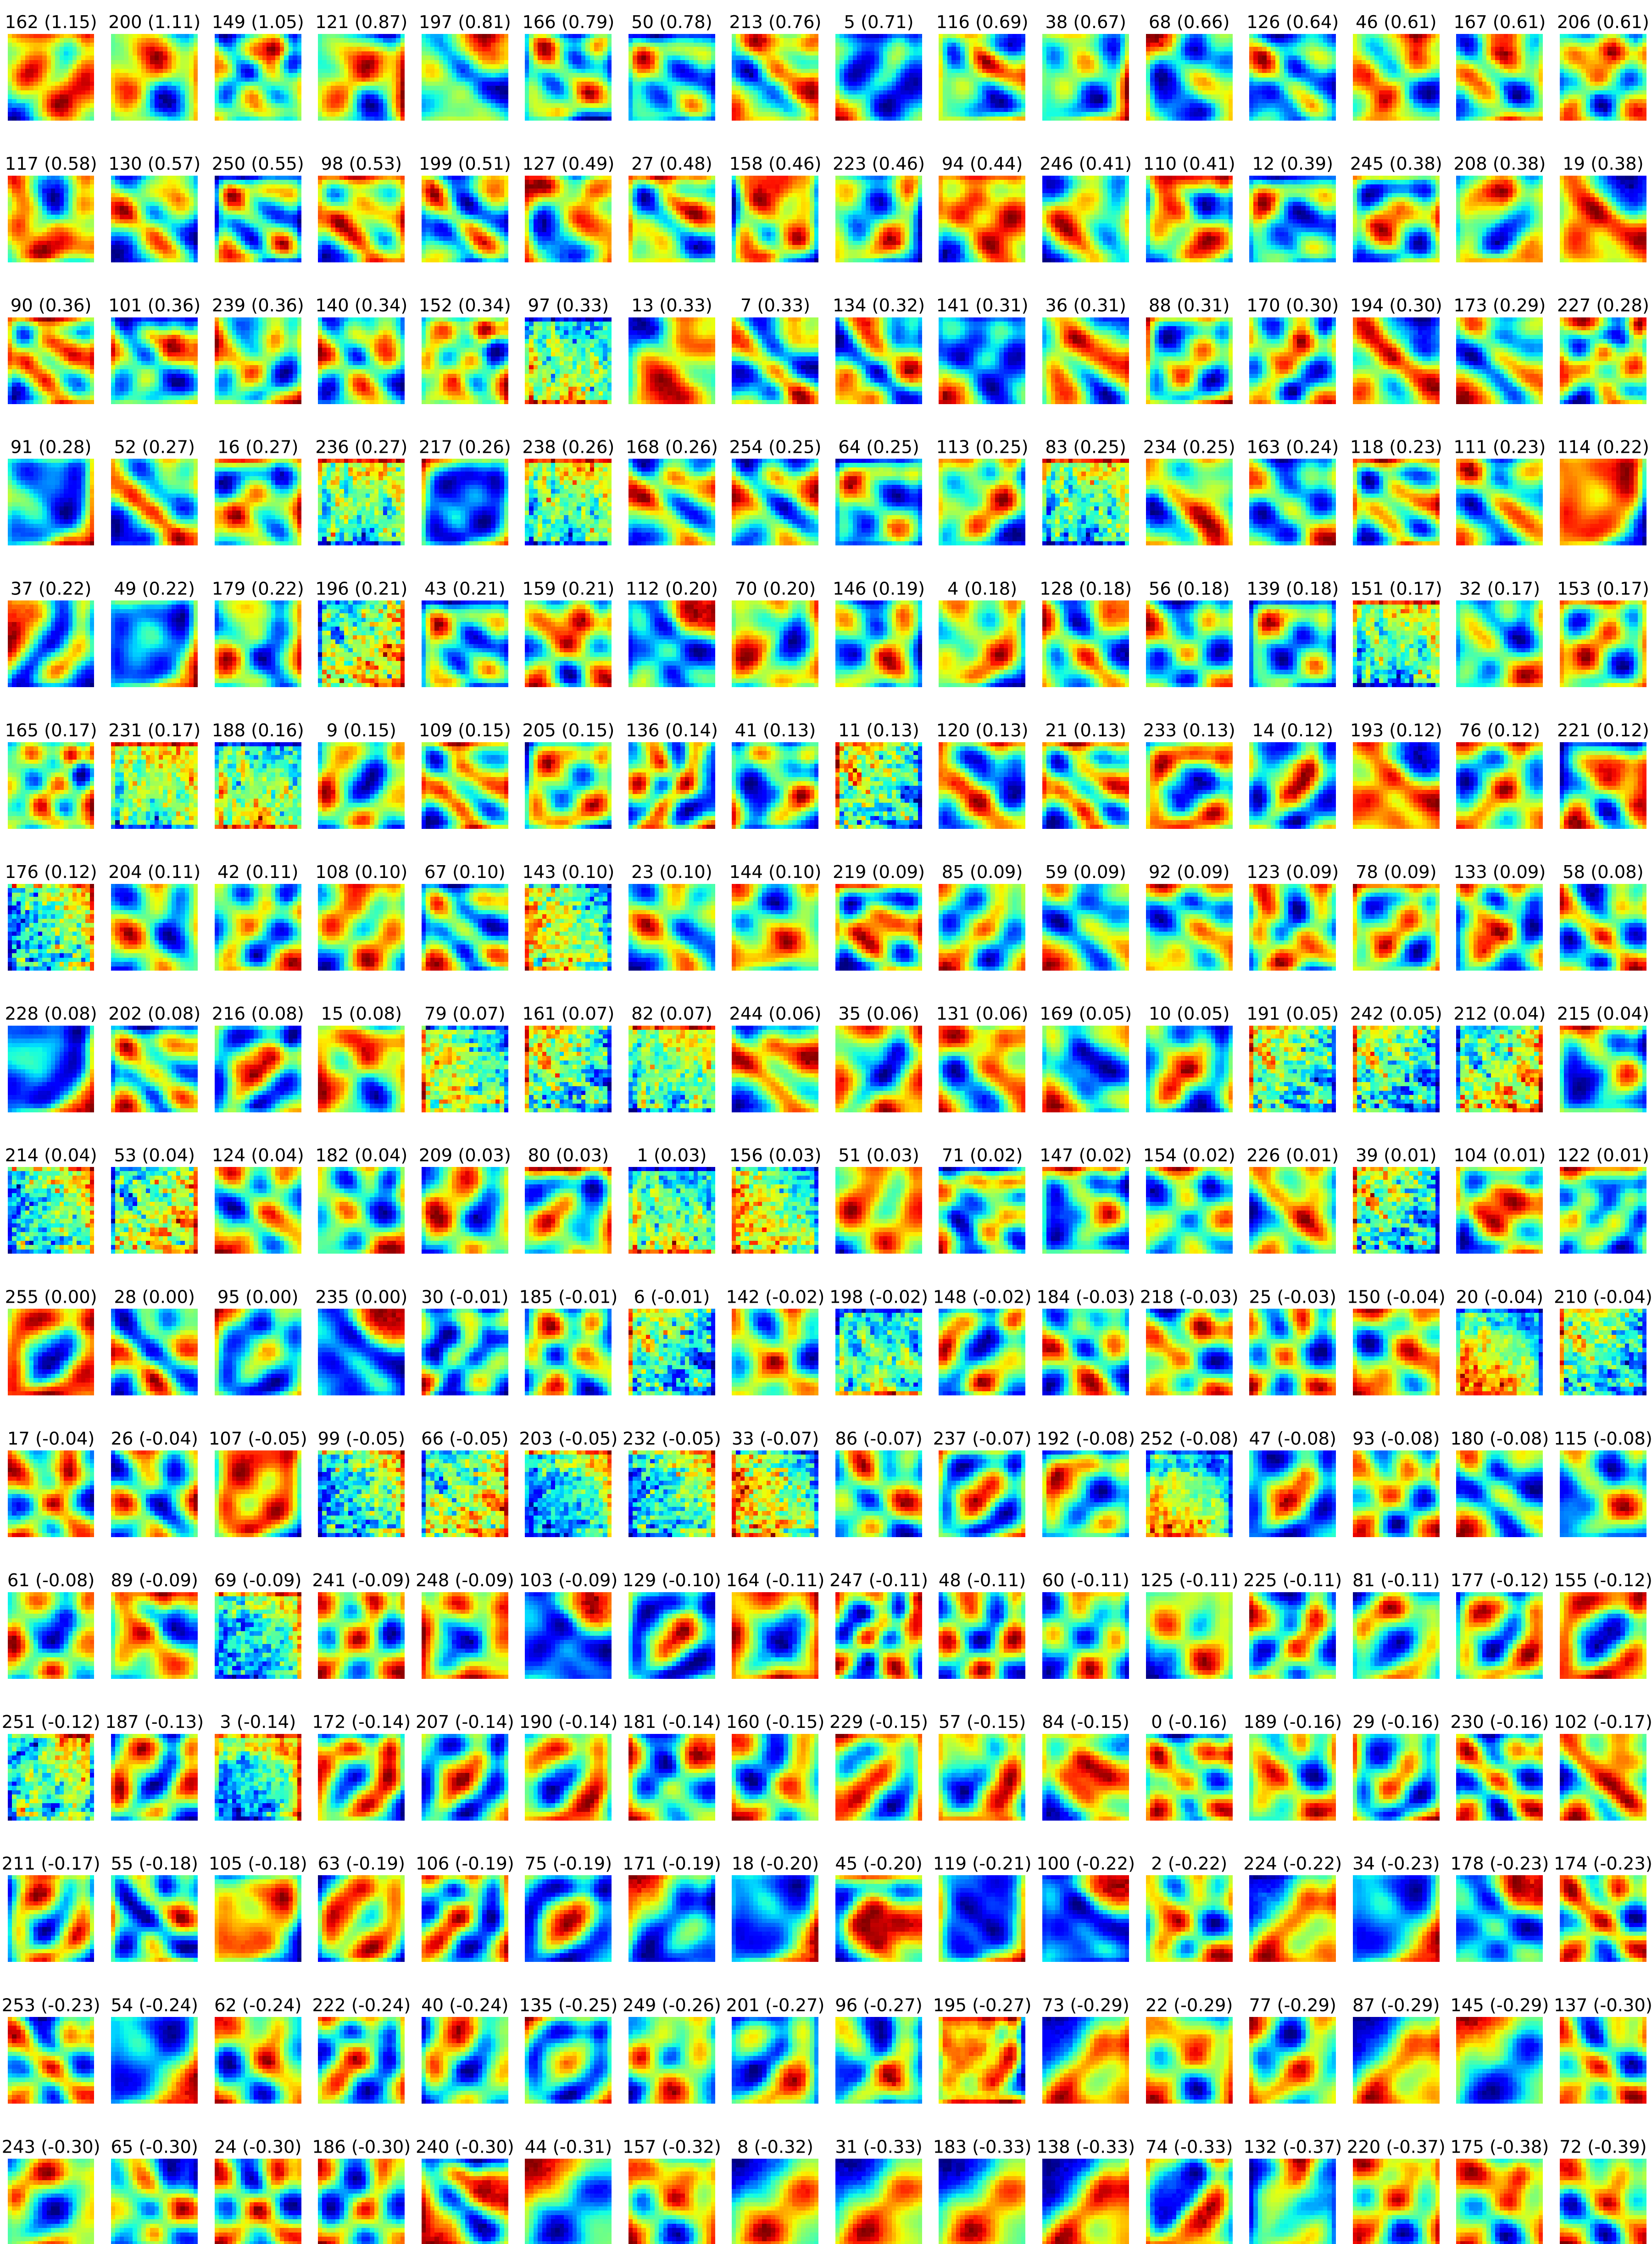 162 (1.15) 200 (1.11) 149 (1.05) 121 (0.87) 197 (0.81) 166 (0.79) 50 (0.78) 213 (0.76) 5 (0.71) 116 (0.69) 38 (0.67) 68 (0.66) 126 (0.64) 46 (0.61) 167 (0.61) 206 (0.61)
117 (0.58) 130 (0.57) 250 (0.55) 98 (0.53) 199 (0.51) 127 (0.49) 27 (0.48) 158 (0.46) 223 (0.46) 94 (0.44) 246 (0.41) 110 (0.41) 12 (0.39) 245 (0.38) 208 (0.38) 19 (0.38)
90 (0.36) 101 (0.36) 239 (0.36) 140 (0.34) 152 (0.34) 97 (0.33) 13 (0.33) 7 (0.33) 134 (0.32) 141 (0.31) 36 (0.31) 88 (0.31) 170 (0.30) 194 (0.30) 173 (0.29) 227 (0.28)
91 (0.28) 52 (0.27) 16 (0.27) 236 (0.27) 217 (0.26) 238 (0.26) 168 (0.26) 254 (0.25) 64 (0.25) 113 (0.25) 83 (0.25) 234 (0.25) 163 (0.24) 118 (0.23) 111 (0.23) 114 (0.22)
37 (0.22) 49 (0.22) 179 (0.22) 196 (0.21) 43 (0.21) 159 (0.21) 112 (0.20) 70 (0.20) 146 (0.19) 4 (0.18) 128 (0.18) 56 (0.18) 139 (0.18) 151 (0.17) 32 (0.17) 153 (0.17)
165 (0.17) 231 (0.17) 188 (0.16) 9 (0.15) 109 (0.15) 205 (0.15) 136 (0.14) 41 (0.13) 11 (0.13) 120 (0.13) 21 (0.13) 233 (0.13) 14 (0.12) 193 (0.12) 76 (0.12) 221 (0.12)
176 (0.12) 204 (0.11) 42 (0.11) 108 (0.10) 67 (0.10) 143 (0.10) 23 (0.10) 144 (0.10) 219 (0.09) 85 (0.09) 59 (0.09) 92 (0.09) 123 (0.09) 78 (0.09) 133 (0.09) 58 (0.08)
228 (0.08) 202 (0.08) 216 (0.08) 15 (0.08) 79 (0.07) 161 (0.07) 82 (0.07) 244 (0.06) 35 (0.06) 131 (0.06) 169 (0.05) 10 (0.05) 191 (0.05) 242 (0.05) 212 (0.04) 215 (0.04)
214 (0.04) 53 (0.04) 124 (0.04) 182 (0.04) 209 (0.03) 80 (0.03) 1 (0.03) 156 (0.03) 51 (0.03) 71 (0.02) 147 (0.02) 154 (0.02) 226 (0.01) 39 (0.01) 104 (0.01) 122 (0.01)
255 (0.00) 28 (0.00) 95 (0.00) 235 (0.00) 30 (-0.01) 185 (-0.01) 6 (-0.01) 142 (-0.02) 198 (-0.02) 148 (-0.02) 184 (-0.03) 218 (-0.03) 25 (-0.03) 150 (-0.04) 20 (-0.04) 210 (-0.04)
17 (-0.04) 26 (-0.04) 107 (-0.05) 99 (-0.05) 66 (-0.05) 203 (-0.05) 232 (-0.05) 33 (-0.07) 86 (-0.07) 237 (-0.07) 192 (-0.08) 252 (-0.08) 47 (-0.08) 93 (-0.08) 180 (-0.08) 115 (-0.08)
61 (-0.08) 89 (-0.09) 69 (-0.09) 241 (-0.09) 248 (-0.09) 103 (-0.09) 129 (-0.10) 164 (-0.11) 247 (-0.11) 48 (-0.11) 60 (-0.11) 125 (-0.11) 225 (-0.11) 81 (-0.11) 177 (-0.12) 155 (-0.12)
251 (-0.12) 187 (-0.13) 3 (-0.14) 172 (-0.14) 207 (-0.14) 190 (-0.14) 181 (-0.14) 160 (-0.15) 229 (-0.15) 57 (-0.15) 84 (-0.15) 0 (-0.16) 189 (-0.16) 29 (-0.16) 230 (-0.16) 102 (-0.17)
211 (-0.17) 55 (-0.18) 105 (-0.18) 63 (-0.19) 106 (-0.19) 75 (-0.19) 171 (-0.19) 18 (-0.20) 45 (-0.20) 119 (-0.21) 100 (-0.22) 2 (-0.22) 224 (-0.22) 34 (-0.23) 178 (-0.23) 174 (-0.23)
253 (-0.23) 54 (-0.24) 62 (-0.24) 222 (-0.24) 40 (-0.24) 135 (-0.25) 249 (-0.26) 201 (-0.27) 96 (-0.27) 195 (-0.27) 73 (-0.29) 22 (-0.29) 77 (-0.29) 87 (-0.29) 145 (-0.29) 137 (-0.30)
243 (-0.30) 65 (-0.30) 24 (-0.30) 186 (-0.30) 240 (-0.30) 44 (-0.31) 157 (-0.32) 8 (-0.32) 31 (-0.33) 183 (-0.33) 138 (-0.33) 74 (-0.33) 132 (-0.37) 220 (-0.37) 175 (-0.38) 72 (-0.39)